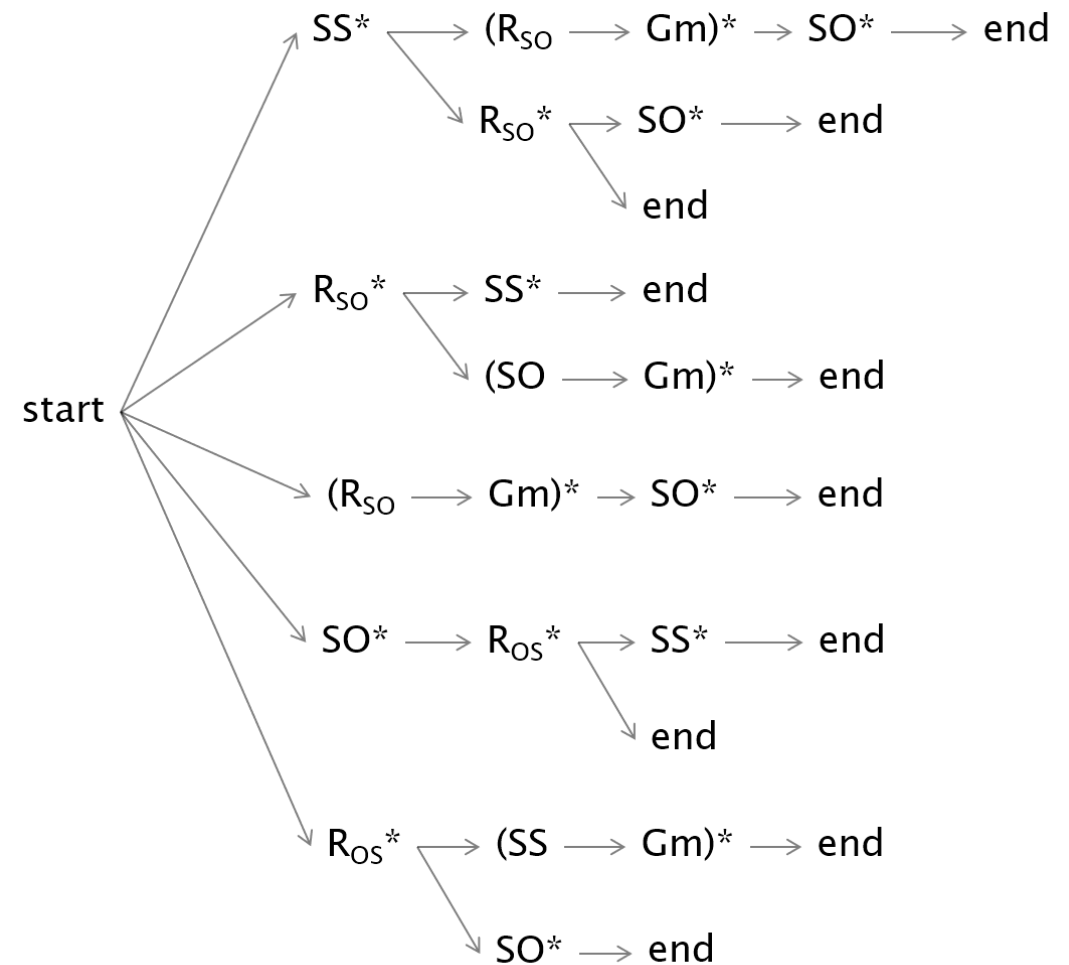 SS* (R_SO Gm)* SO* end
R_SO* SO* end
end
R_SO* SS* end
(SO Gm)* end
start
(R_SO Gm)* SO* end
SO* R_OS* SS* end
end
R_OS* (SS Gm)* end
SO* end